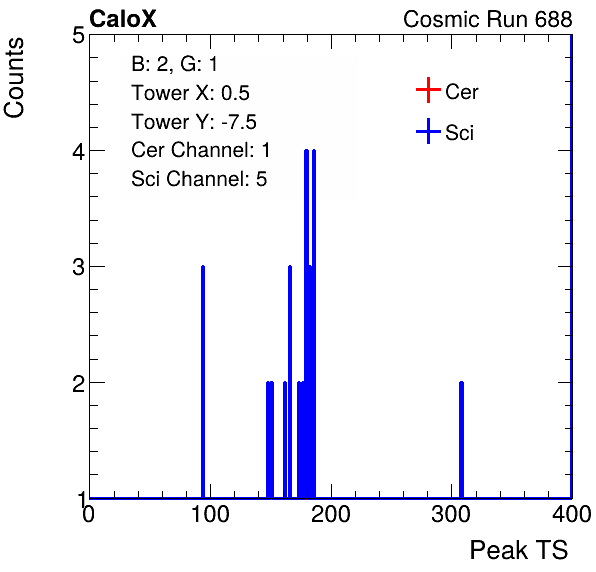 CaloX Cosmic Run 688
Counts
5
4
3
2
1
B: 2, G: 1
Tower X: 0.5
Tower Y: -7.5
Cer Channel: 1
Sci Channel: 5
Cer
Sci
0 100 200 300 400
Peak TS